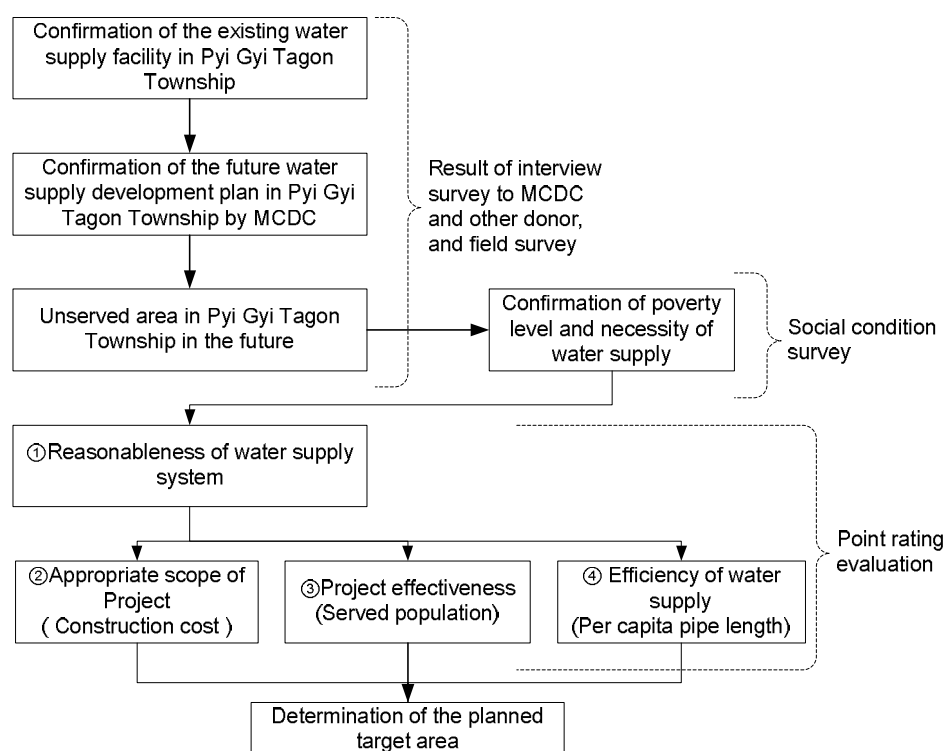 Confirmation of the existing water
supply facility in Pyi Gyi Tagon
Township
Confirmation of the future water
supply development plan in Pyi Gyi
Tagon Township by MCDC
Result of interview
survey to MCDC
and other donor,
and field survey
Unserved area in Pyi Gyi Tagon
Township in the future
Confirmation of poverty
level and necessity of
water supply
Social condition
survey
①Reasonableness of water supply
system
Point rating
evaluation
②Appropriate scope of
Project
( Construction cost )
③Project effectiveness
(Served population)
④ Efficiency of water
supply
(Per capita pipe length)
Determination of the planned
target area